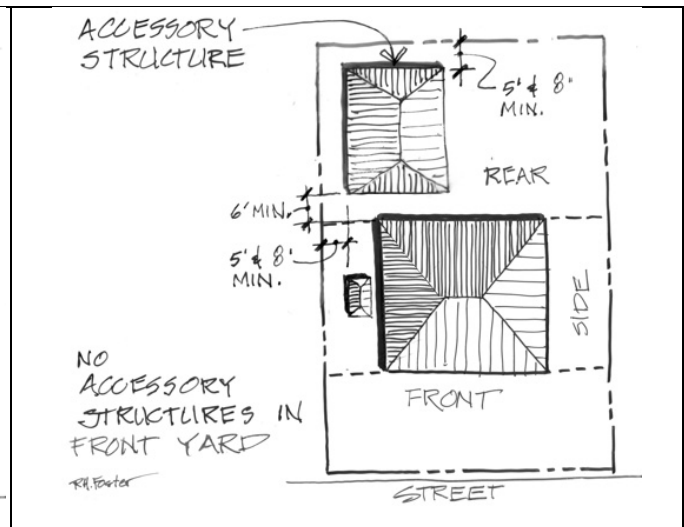 ACCESSORY
STRUCTURE
5' & 8'
MIN.
REAR
6' MIN.
5' & 8'
MIN.
SIDE
NO
ACCESSORY
STRUCTURES IN
FRONT YARD
FRONT
R.H. Foster
STREET